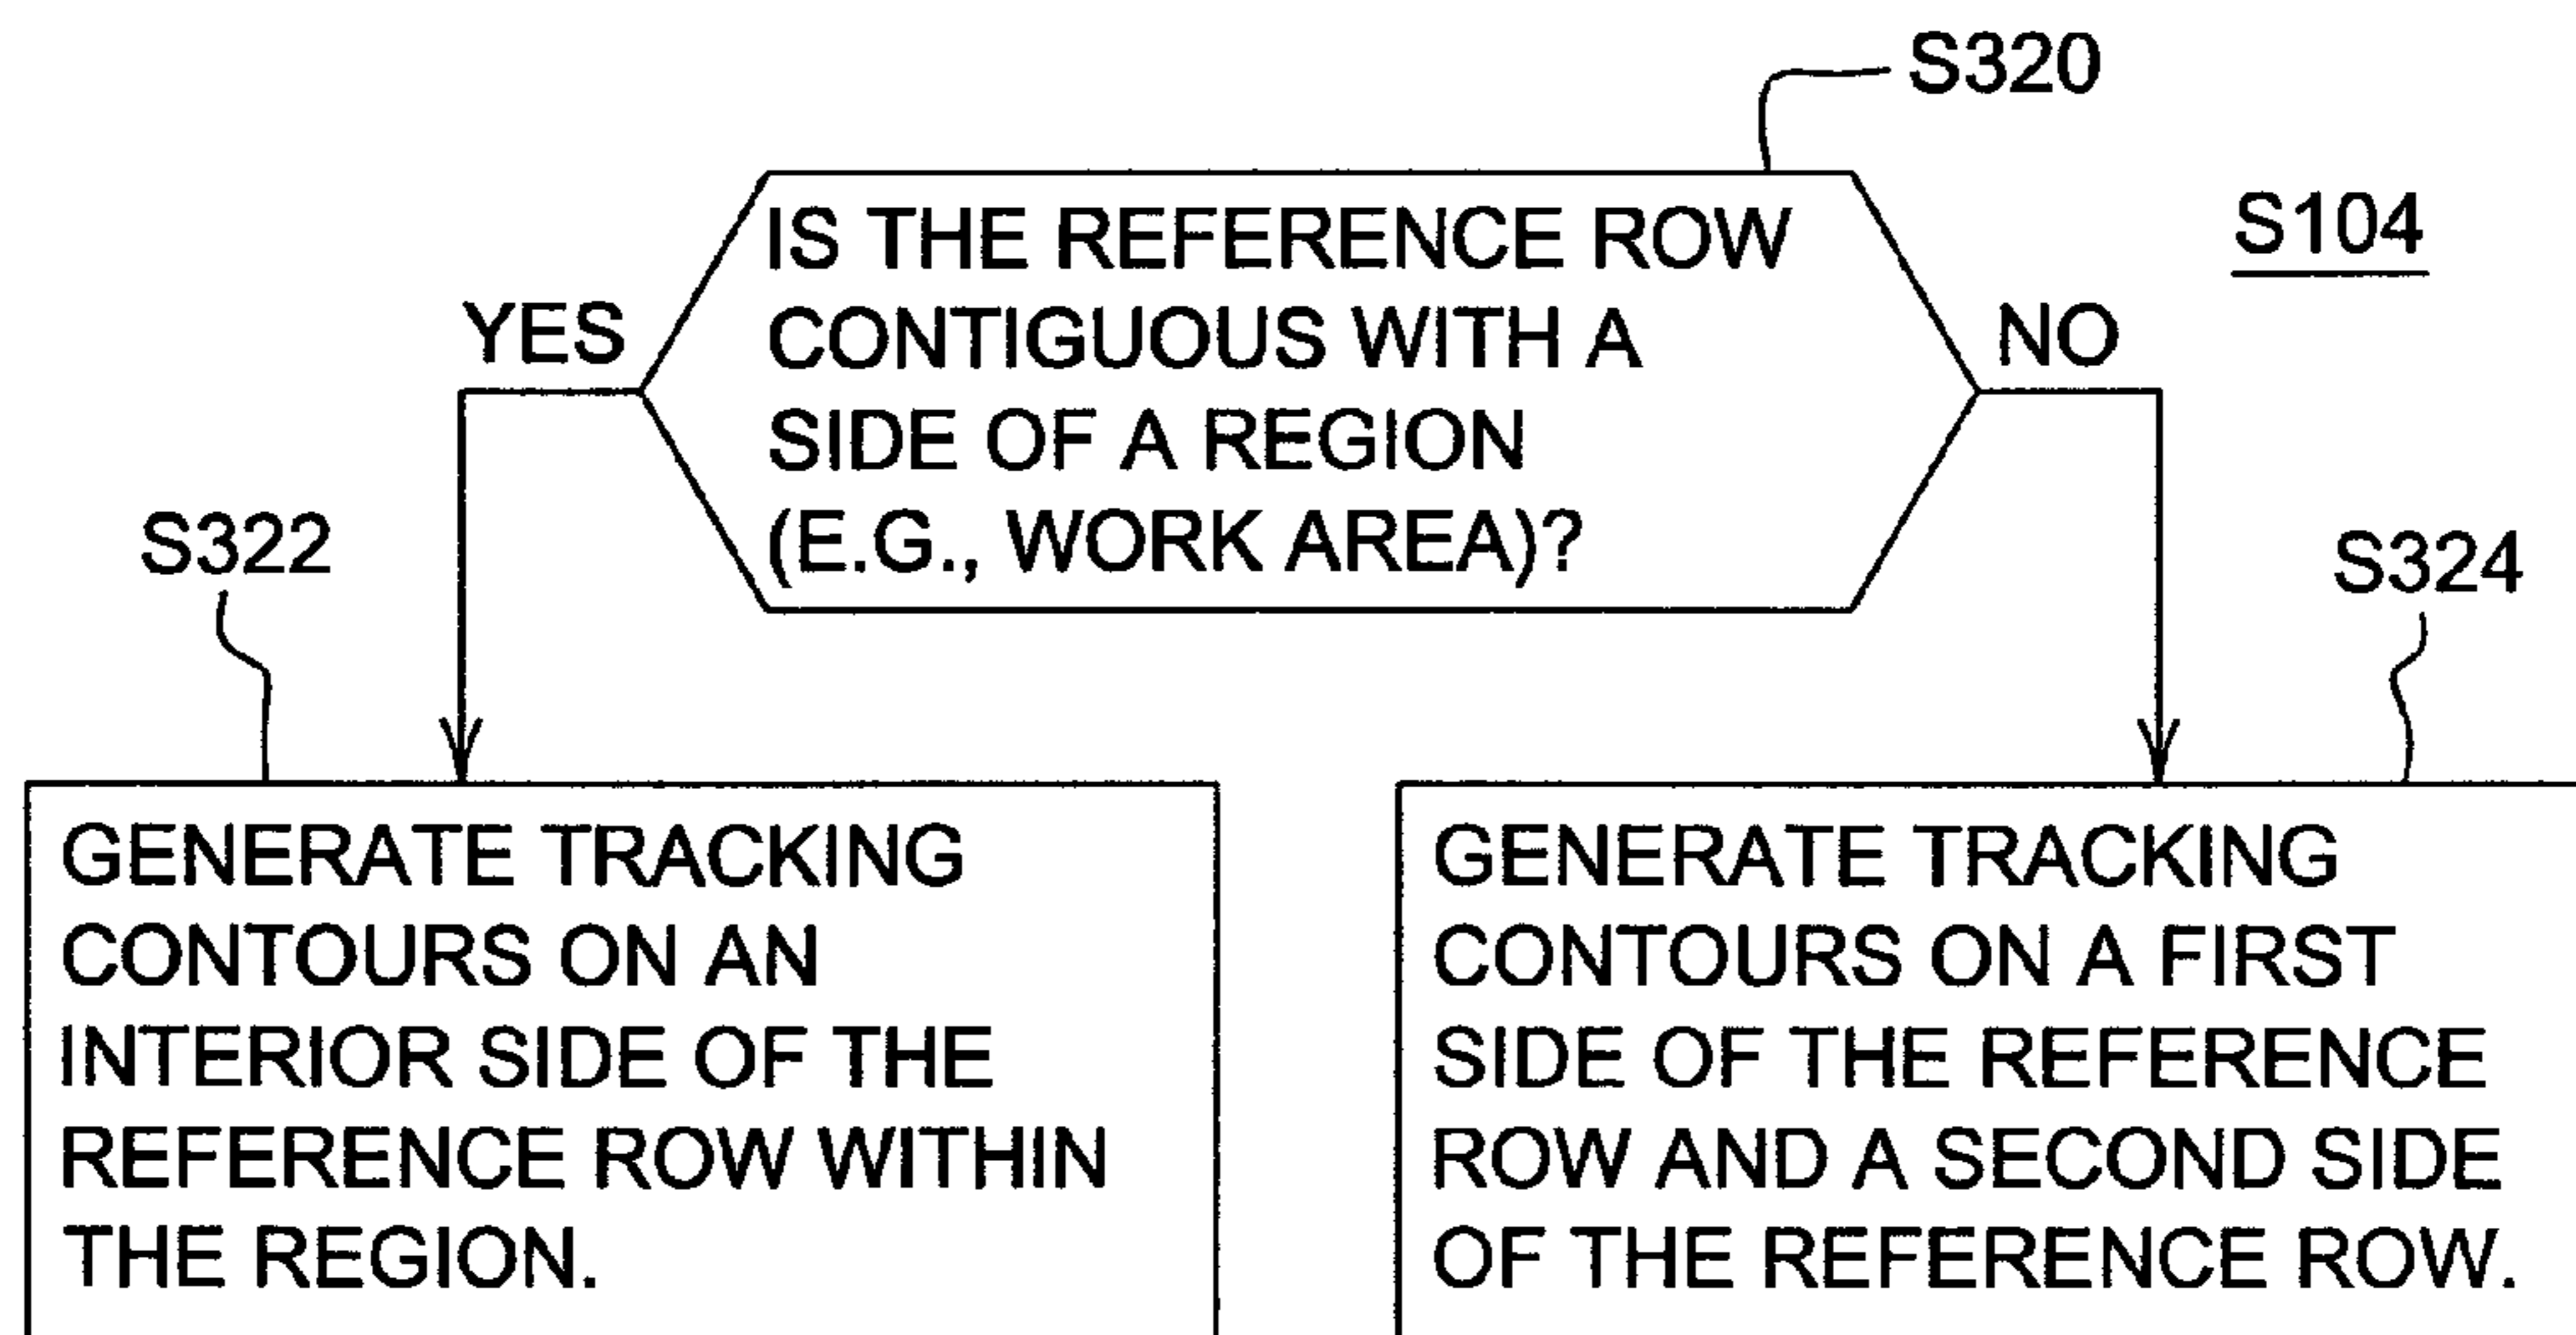 S320
S104
IS THE REFERENCE ROW
CONTIGUOUS WITH A
SIDE OF A REGION
(E.G., WORK AREA)?
YES
NO
S322
S324
GENERATE TRACKING
CONTOURS ON AN
INTERIOR SIDE OF THE
REFERENCE ROW WITHIN
THE REGION.
GENERATE TRACKING
CONTOURS ON A FIRST
SIDE OF THE REFERENCE
ROW AND A SECOND SIDE
OF THE REFERENCE ROW.